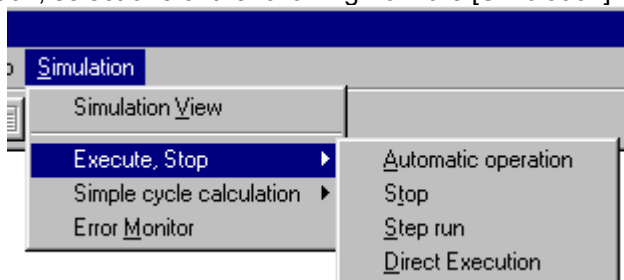 Simulation
Simulation View
Execute, Stop
Automatic operation
Simple cycle calculation
Stop
Error Monitor
Step run
Direct Execution